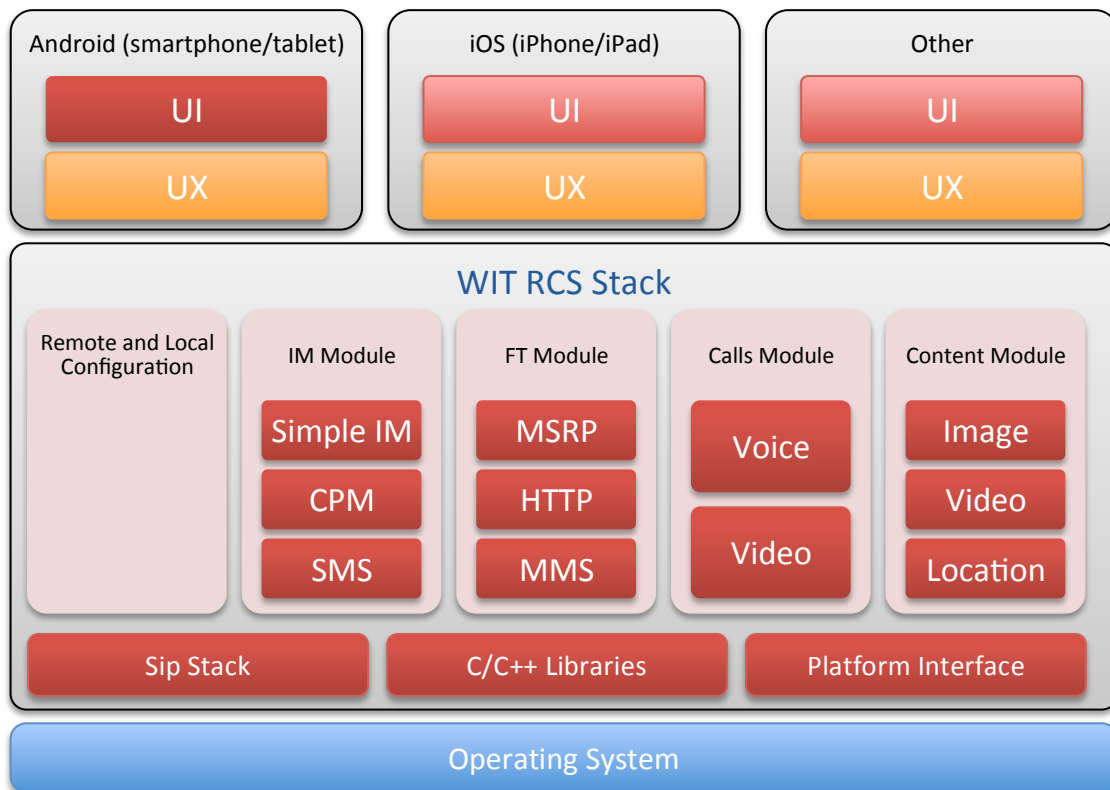 Android (smartphone/tablet)
UI
UX
iOS (iPhone/iPad)
UI
UX
Other
UI
UX
WIT RCS Stack
Remote and Local
Configuration
IM Module
Simple IM
CPM
SMS
FT Module
MSRP
HTTP
MMS
Calls Module
Voice
Video
Content Module
Image
Video
Location
Sip Stack
C/C++ Libraries
Platform Interface
Operating System